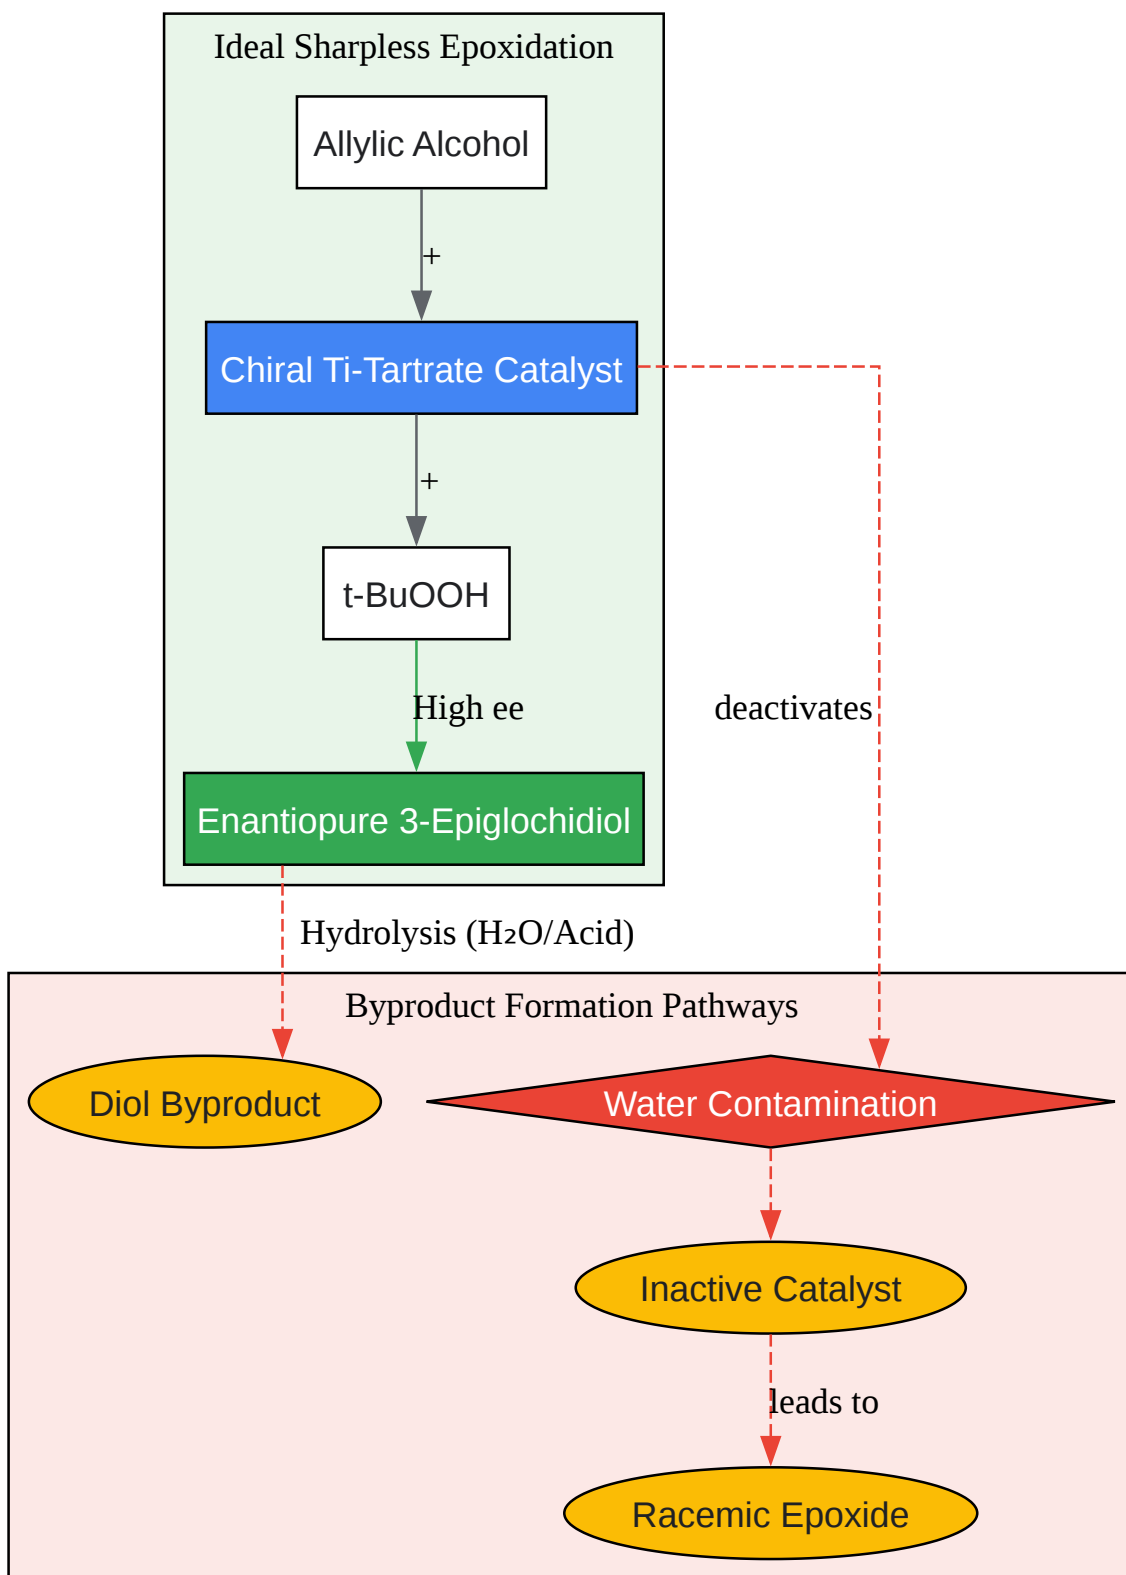 Ideal Sharpless Epoxidation
Allylic Alcohol
+
Chiral Ti-Tartrate Catalyst
+
t-BuOOH
High ee
deactivates
Enantiopure 3-Epiglochidiol
Hydrolysis (H₂O/Acid)
Byproduct Formation Pathways
Diol Byproduct
Water Contamination
Inactive Catalyst
leads to
Racemic Epoxide